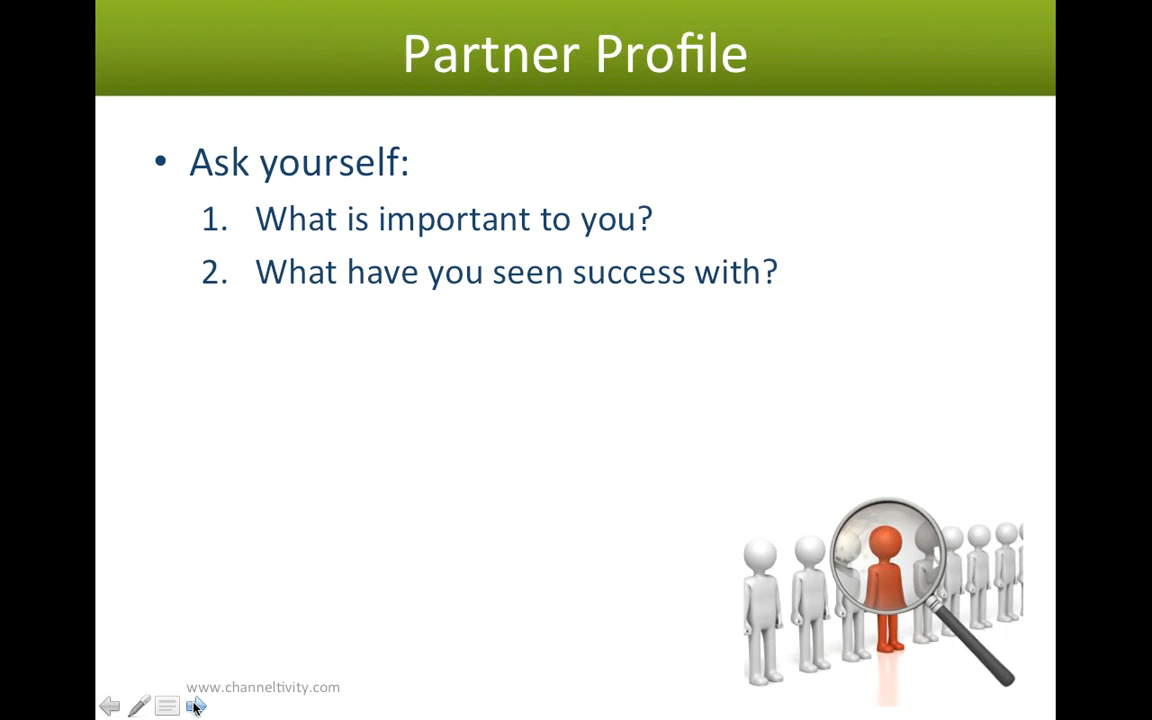 Partner Profile
• Ask yourself:
1. What is important to you?
2. What have you seen success with?
www.channeltivity.com